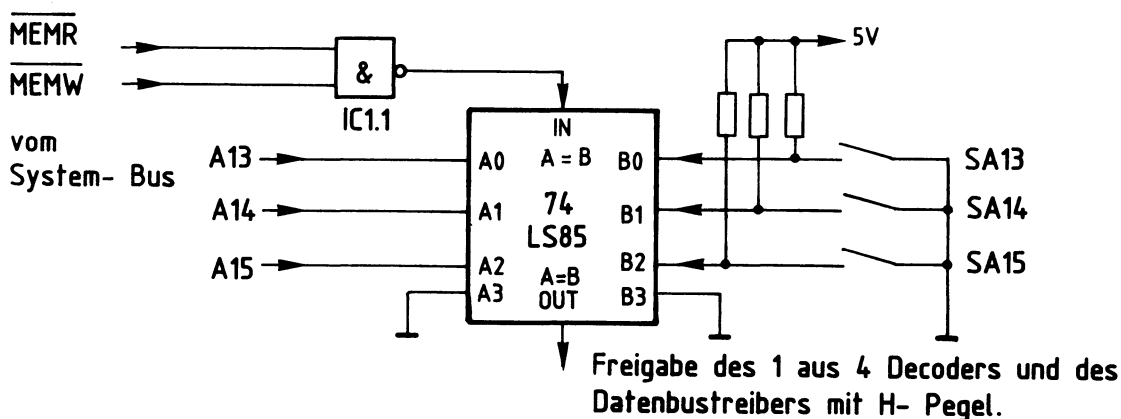 MEMR
MEMW
&
IC1.1
5V
vom
System- Bus
IN
A = B
74
LS85
A=B
OUT
A13
A14
A15
A0
A1
A2
A3
B0
B1
B2
B3
SA13
SA14
SA15
Freigabe des 1 aus 4 Decoders und des
Datenbustreibers mit H- Pegel.